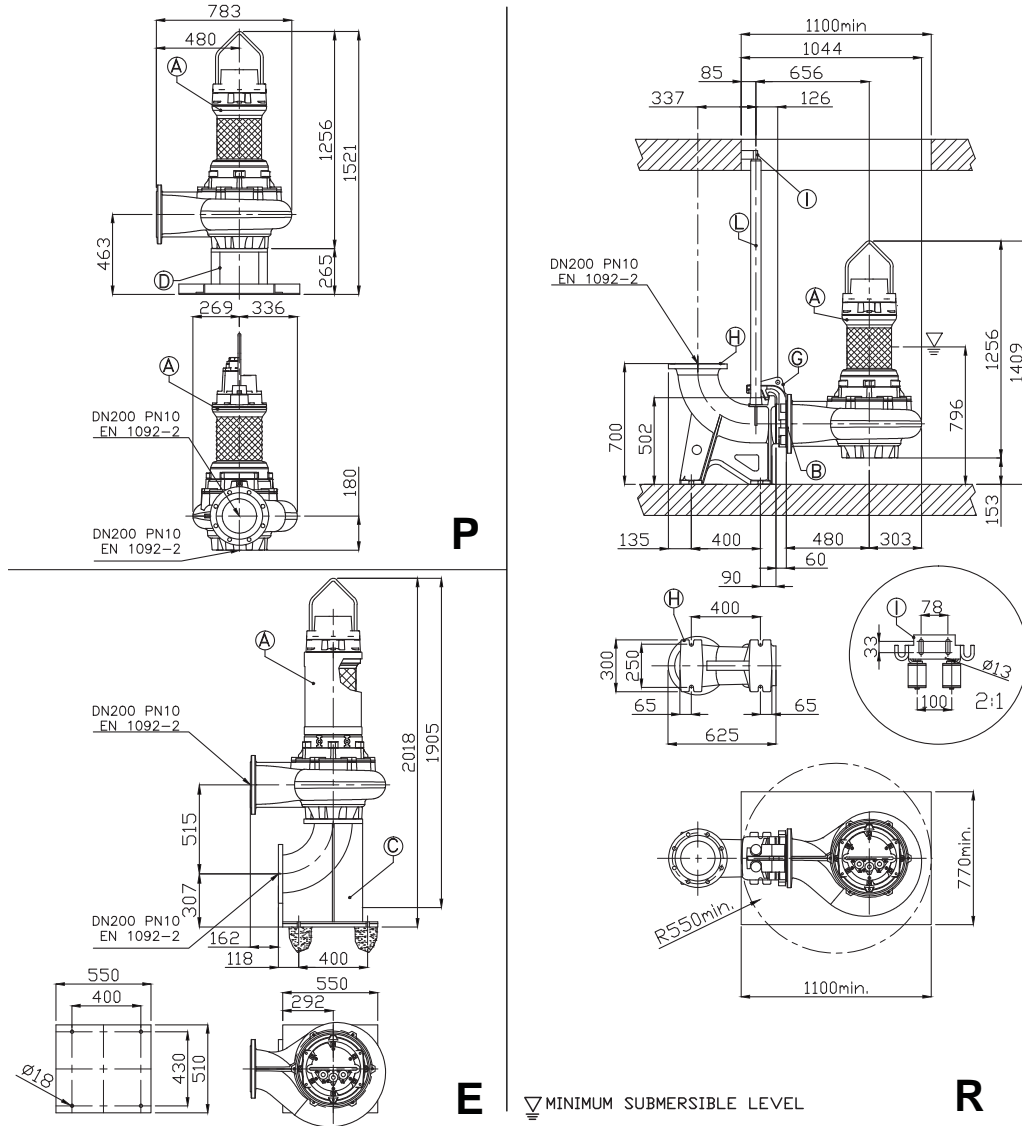 783
480
A
1256
1521
463
265
D
269
336
A
DN200 PN10
EN 1092-2
180
DN200 PN10
EN 1092-2
P
A
DN200 PN10
EN 1092-2
2018
1905
515
C
307
DN200 PN10
EN 1092-2
162
118
400
550
400
550
292
430
510
Ø18
E
1100min
1044
85
656
337
126
I
L
DN200 PN10
EN 1092-2
A
H
G
1256
1409
700
502
796
B
153
135
400
480
303
60
90
H
400
300
250
65
65
625
I
78
33
Ø13
100
2:1
770min.
R550min.
1100min.
MINIMUM SUBMERSIBLE LEVEL
R